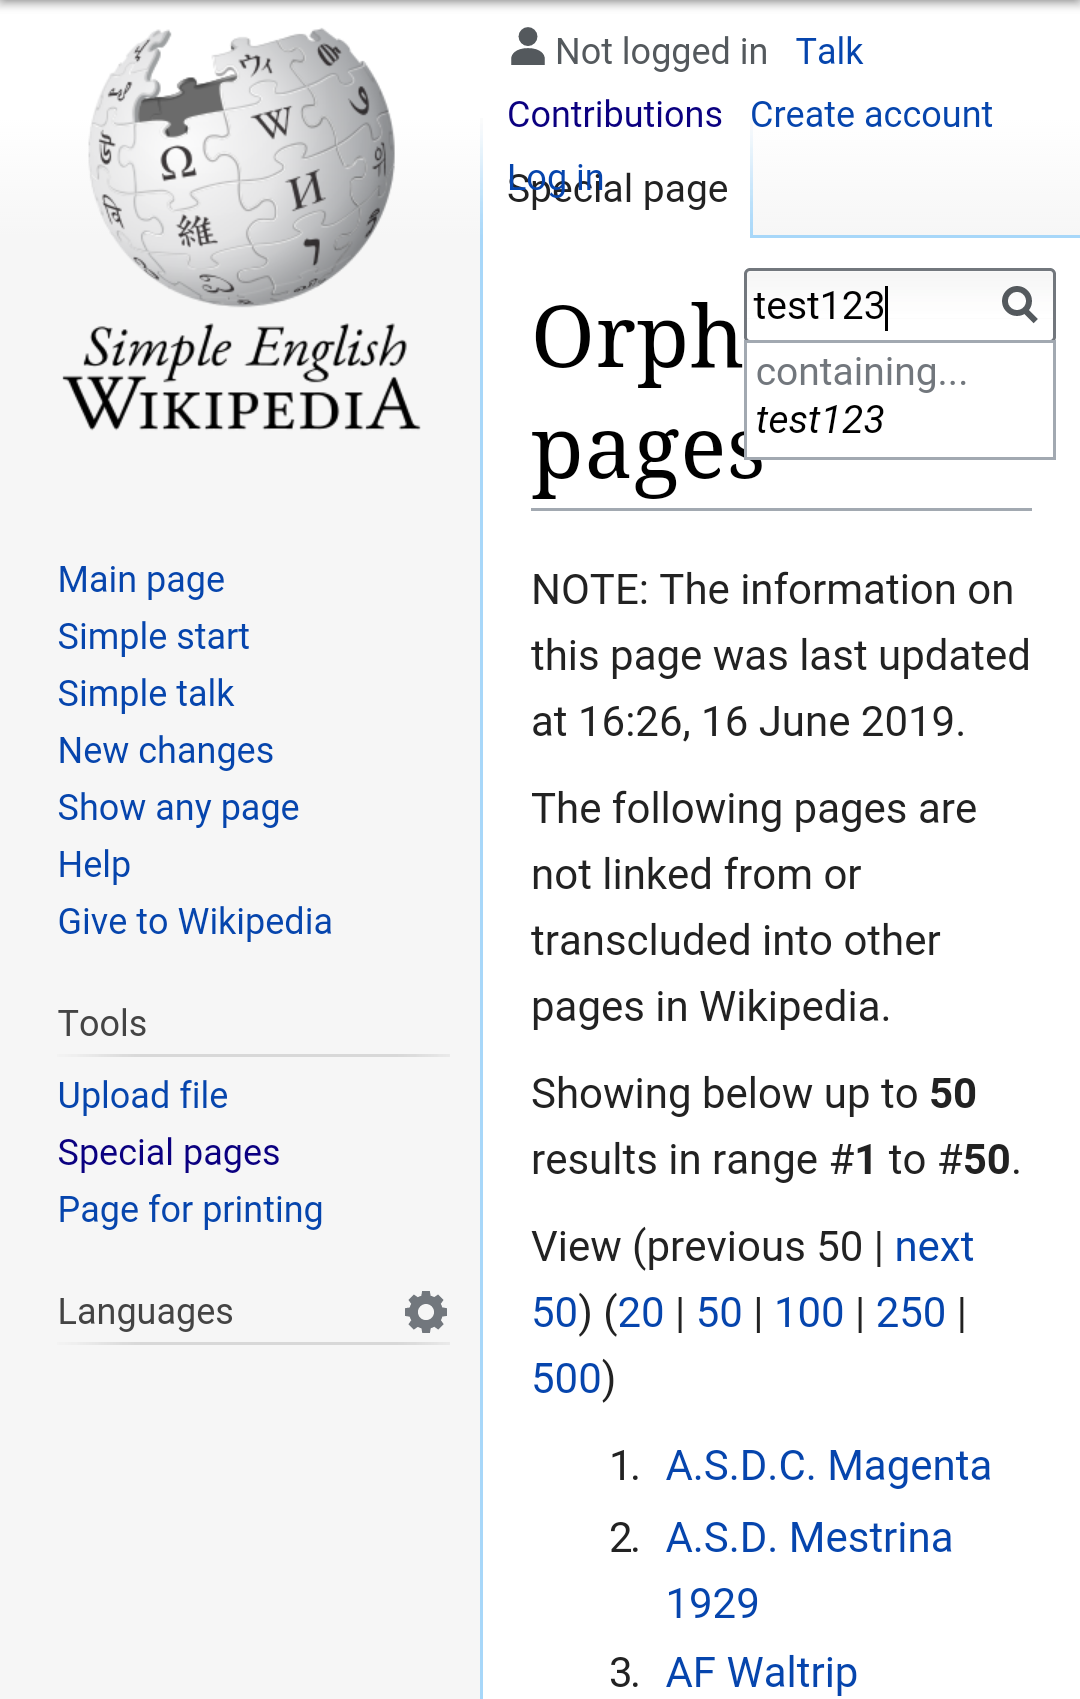 Not logged in Talk
Contributions Create account
Log in
Special page
Simple English
WIKIPEDIA
Main page
Simple start
Simple talk
New changes
Show any page
Help
Give to Wikipedia
Tools
Upload file
Special pages
Page for printing
Languages
test123
containing...
test123
Orph
pages
NOTE: The information on
this page was last updated
at 16:26, 16 June 2019.
The following pages are
not linked from or
transcluded into other
pages in Wikipedia.
Showing below up to 50
results in range #1 to #50.
View (previous 50 | next
50) (20 | 50 | 100 | 250 |
500)
1. A.S.D.C. Magenta
2. A.S.D. Mestrina
1929
3. AF Waltrip